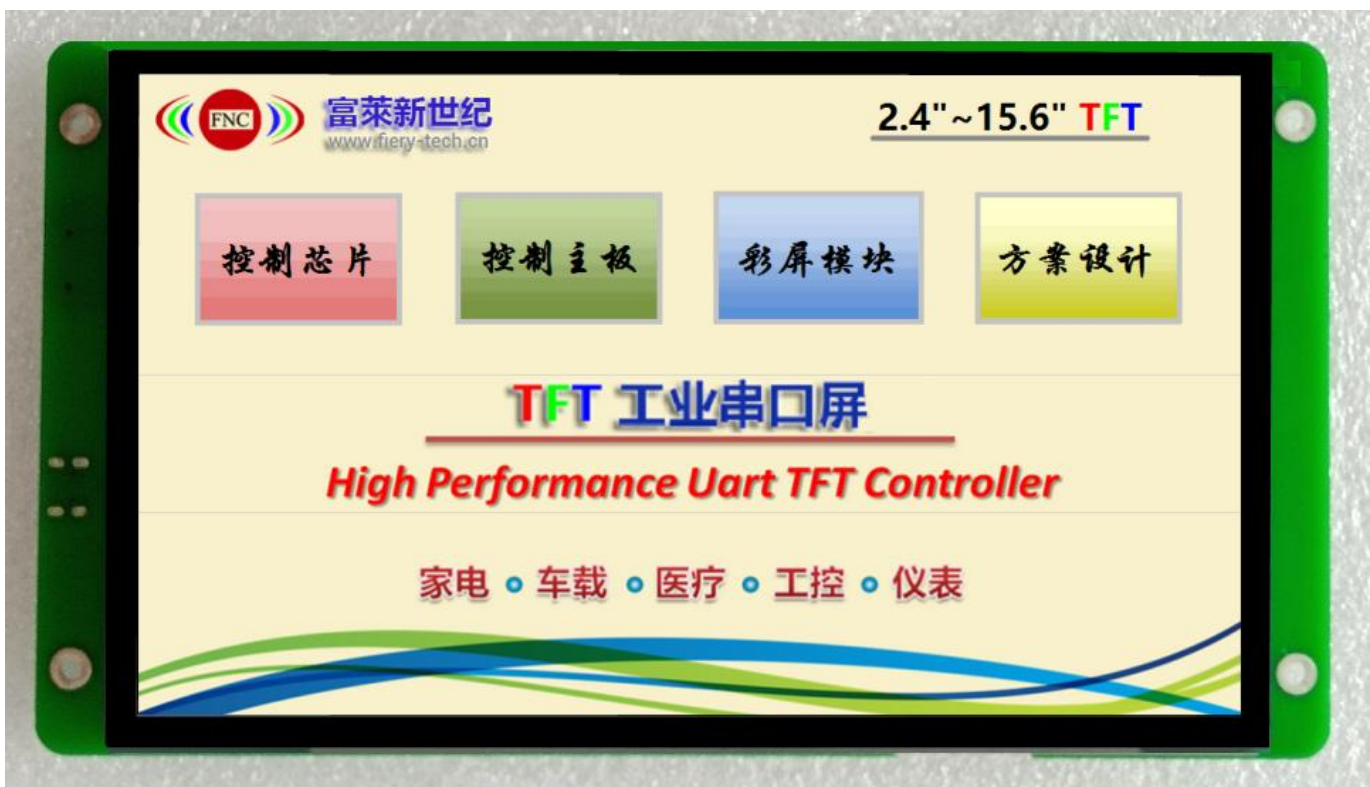 FNC
富莱新世纪
www.fiery-tech.cn
2.4"~15.6" TFT
控制芯片
控制主板
彩屏模块
方案设计
TFT 工业串口屏
High Performance Uart TFT Controller
家电 • 车载 • 医疗 • 工控 • 仪表